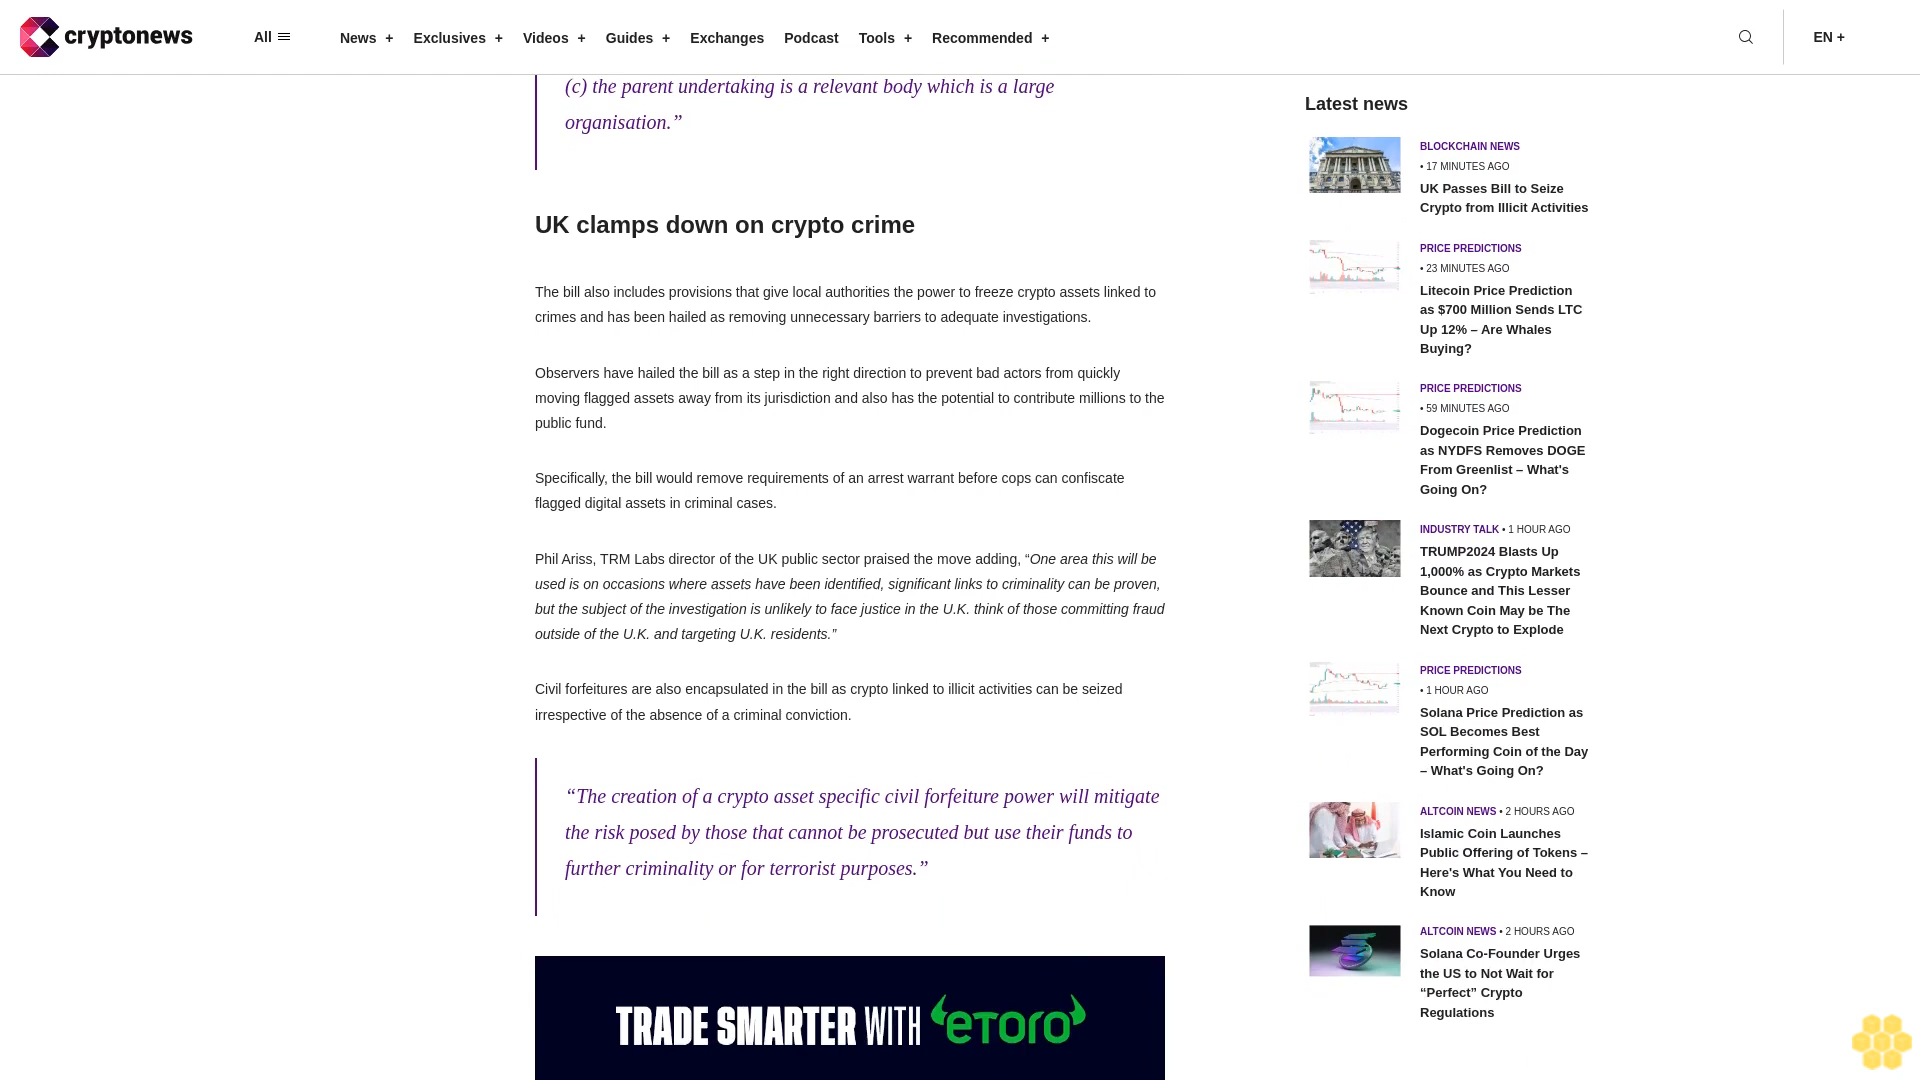 cryptonews
All
News +
Exclusives +
Videos +
Guides +
Exchanges
Podcast
Tools +
Recommended +
EN +
(c) the parent undertaking is a relevant body which is a large
organisation.”
UK clamps down on crypto crime
The bill also includes provisions that give local authorities the power to freeze crypto assets linked to
crimes and has been hailed as removing unnecessary barriers to adequate investigations.
Observers have hailed the bill as a step in the right direction to prevent bad actors from quickly
moving flagged assets away from its jurisdiction and also has the potential to contribute millions to the
public fund.
Specifically, the bill would remove requirements of an arrest warrant before cops can confiscate
flagged digital assets in criminal cases.
Phil Ariss, TRM Labs director of the UK public sector praised the move adding, “One area this will be
used is on occasions where assets have been identified, significant links to criminality can be proven,
but the subject of the investigation is unlikely to face justice in the U.K. think of those committing fraud
outside of the U.K. and targeting U.K. residents.”
Civil forfeitures are also encapsulated in the bill as crypto linked to illicit activities can be seized
irrespective of the absence of a criminal conviction.
“The creation of a crypto asset specific civil forfeiture power will mitigate
the risk posed by those that cannot be prosecuted but use their funds to
further criminality or for terrorist purposes.”
TRADE SMARTER WITH eToro
Latest news
BLOCKCHAIN NEWS
• 17 MINUTES AGO
UK Passes Bill to Seize
Crypto from Illicit Activities
PRICE PREDICTIONS
• 23 MINUTES AGO
Litecoin Price Prediction
as $700 Million Sends LTC
Up 12% – Are Whales
Buying?
PRICE PREDICTIONS
• 59 MINUTES AGO
Dogecoin Price Prediction
as NYDFS Removes DOGE
From Greenlist – What's
Going On?
INDUSTRY TALK • 1 HOUR AGO
TRUMP2024 Blasts Up
1,000% as Crypto Markets
Bounce and This Lesser
Known Coin May be The
Next Crypto to Explode
PRICE PREDICTIONS
• 1 HOUR AGO
Solana Price Prediction as
SOL Becomes Best
Performing Coin of the Day
– What's Going On?
ALTCOIN NEWS • 2 HOURS AGO
Islamic Coin Launches
Public Offering of Tokens –
Here's What You Need to
Know
ALTCOIN NEWS • 2 HOURS AGO
Solana Co-Founder Urges
the US to Not Wait for
“Perfect” Crypto
Regulations